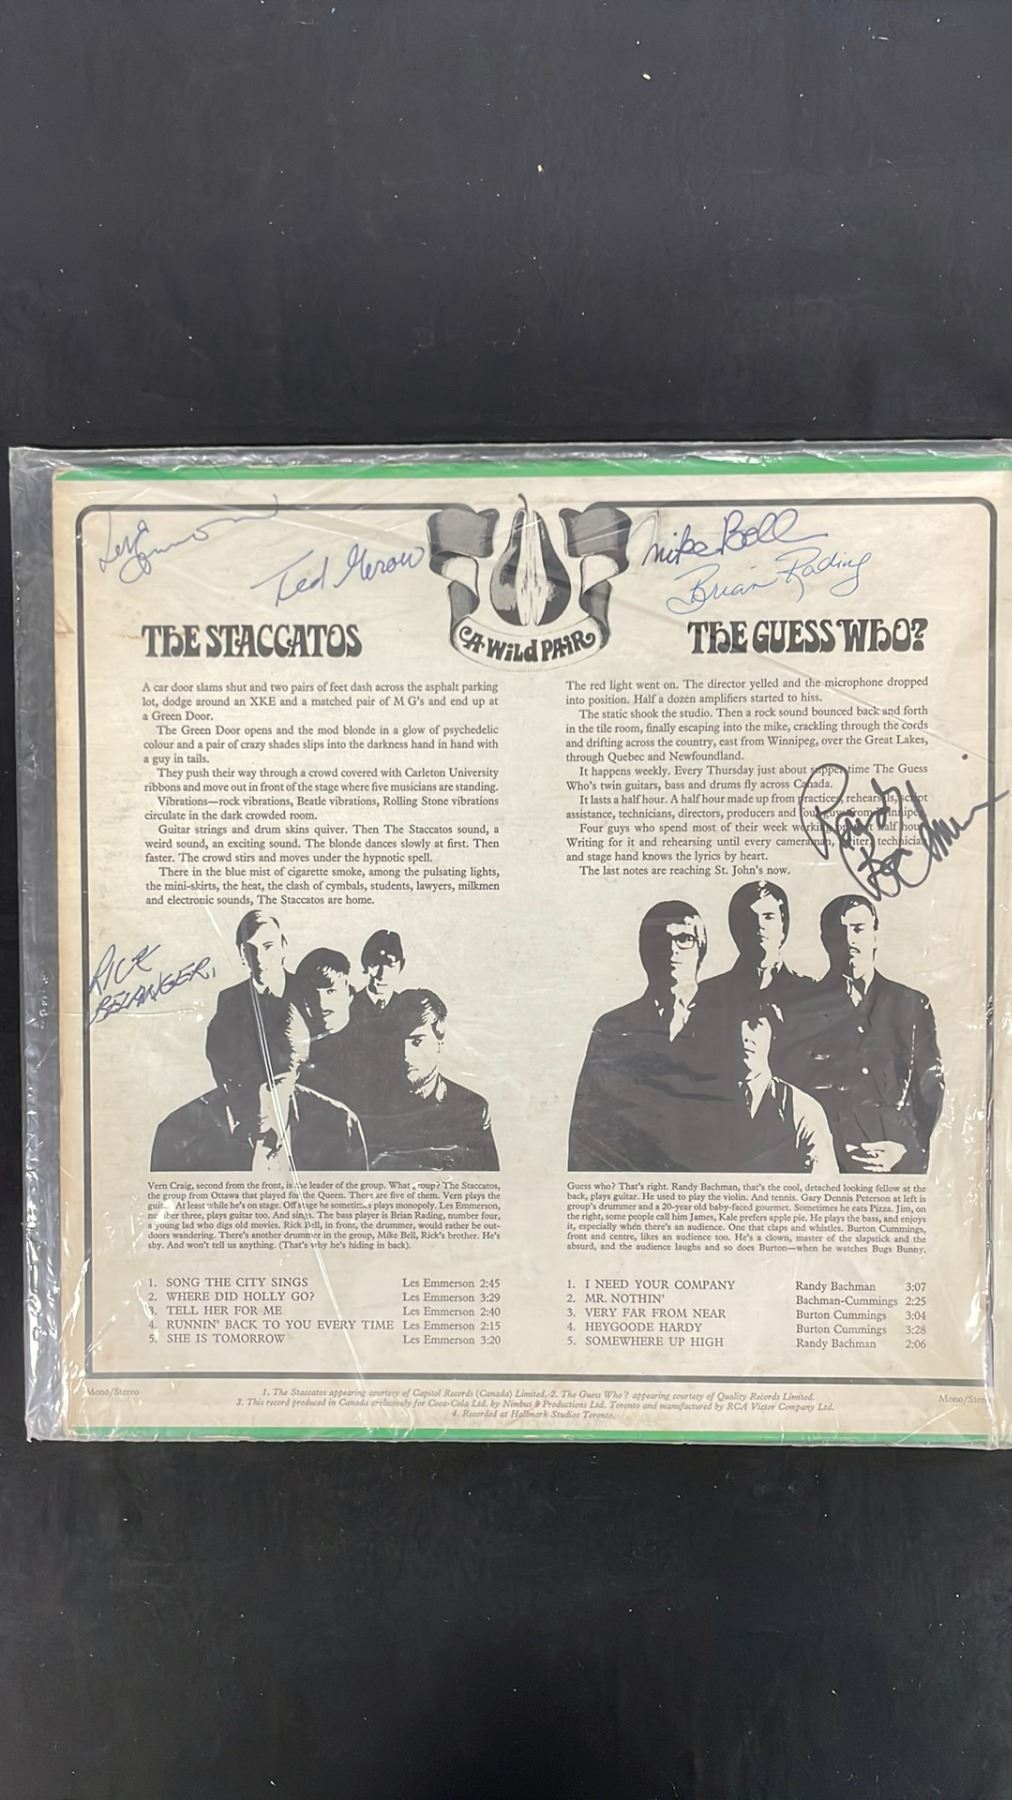 Les Emmerson
Ted Gerow
Mike Bell
Brian Rading
A WILD PAIR
THE STACCATOS
A car door slams shut and two pairs of feet dash across the asphalt parking
lot, dodge around an XKE and a matched pair of M G's and end up at
a Green Door.
The Green Door opens and the mod blonde in a glow of psychedelic
colour and a pair of crazy shades slips into the darkness hand in hand with
a guy in tails.
They push their way through a crowd covered with Carleton University
ribbons and move out in front of the stage where five musicians are standing.
Vibrations—rock vibrations, Beatle vibrations, Rolling Stone vibrations
circulate in the dark crowded room.
Guitar strings and drum skins quiver. Then The Staccatos sound, a
weird sound, an exciting sound. The blonde dances slowly at first. Then
faster. The crowd stirs and moves under the hypnotic spell.
There in the blue mist of cigarette smoke, among the pulsating lights,
the mini-skirts, the heat, the clash of cymbals, students, lawyers, milkmen
and electronic sounds, The Staccatos are home.
RICK
BELANGER,
Vern Craig, second from the front, is the leader of the group. What group? The Staccatos,
the group from Ottawa that played for the Queen. There are five of them. Vern plays the
guitar. At least while he's on stage. Off stage he sometimes plays monopoly. Les Emmerson,
number three, plays guitar too. And sings. The bass player is Brian Rading, number four,
a young lad who digs old movies. Rick Bell, in front, the drummer, would rather be out-
doors wandering. There's another drummer in the group, Mike Bell, Rick's brother. He's
shy. And won't tell us anything. (That's why he's hiding in back).
1. SONG THE CITY SINGS Les Emmerson 2:45
2. WHERE DID HOLLY GO? Les Emmerson 3:29
3. TELL HER FOR ME Les Emmerson 2:40
4. RUNNIN' BACK TO YOU EVERY TIME Les Emmerson 2:15
5. SHE IS TOMORROW Les Emmerson 3:20
THE GUESS WHO?
The red light went on. The director yelled and the microphone dropped
into position. Half a dozen amplifiers started to hiss.
The static shook the studio. Then a rock sound bounced back and forth
in the tile room, finally escaping into the mike, crackling through the cords
and drifting across the country, east from Winnipeg, over the Great Lakes,
through Quebec and Newfoundland.
It happens weekly. Every Thursday just about suppertime The Guess
Who's twin guitars, bass and drums fly across Canada.
It lasts a half hour. A half hour made up from practices, rehearsals, script
assistance, technicians, directors, producers and four guys from Winnipeg.
Four guys who spend most of their week working on that half hour.
Writing for it and rehearsing until every cameraman, writer, technician
and stage hand knows the lyrics by heart.
The last notes are reaching St. John's now.
Randy
Bachman
Guess who? That's right. Randy Bachman, that's the cool, detached looking fellow at the
back, plays guitar. He used to play the violin. And tennis. Gary Dennis Peterson at left is
group's drummer and a 20-year old baby-faced gourmet. Sometimes he eats Pizza. Jim, on
the right, some people call him James, Kale prefers apple pie. He plays the bass, and enjoys
it, especially when there's an audience. One that claps and whistles. Burton Cummings,
front and centre, likes an audience too. He's a clown, master of the slapstick and the
absurd, and the audience laughs and so does Burton—when he watches Bugs Bunny.
1. I NEED YOUR COMPANY Randy Bachman 3:07
2. MR. NOTHIN' Bachman-Cummings 2:25
3. VERY FAR FROM NEAR Burton Cummings 3:04
4. HEYGOODE HARDY Burton Cummings 3:28
5. SOMEWHERE UP HIGH Randy Bachman 2:06
Mono/Stereo
1. The Staccatos appearing courtesy of Capitol Records (Canada) Limited. 2. The Guess Who? appearing courtesy of Quality Records Limited.
3. This record produced in Canada exclusively for Coca-Cola Ltd. by Nimbus 9 Productions Ltd. Toronto and manufactured by RCA Victor Company Ltd.
4. Recorded at Hallmark Studios Toronto.
Mono/Stereo